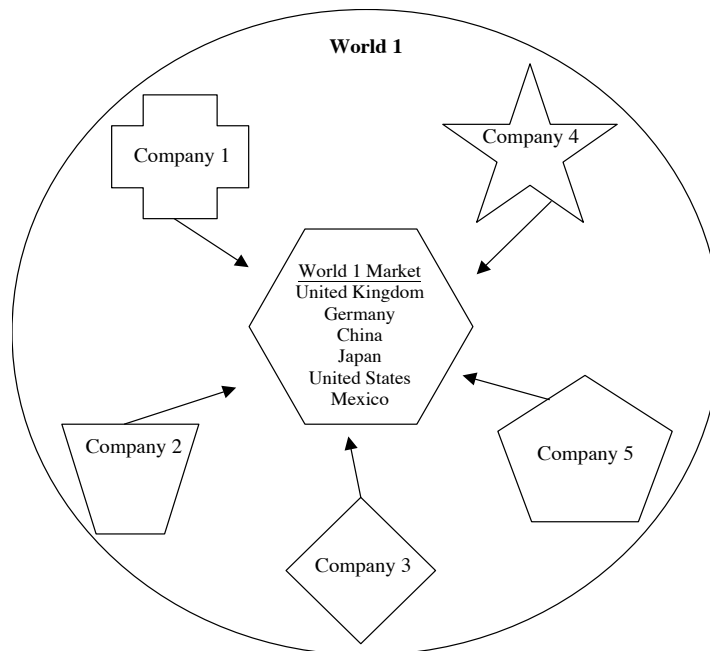 World 1
Company 1
Company 4
World 1 Market
United Kingdom
Germany
China
Japan
United States
Mexico
Company 2
Company 5
Company 3